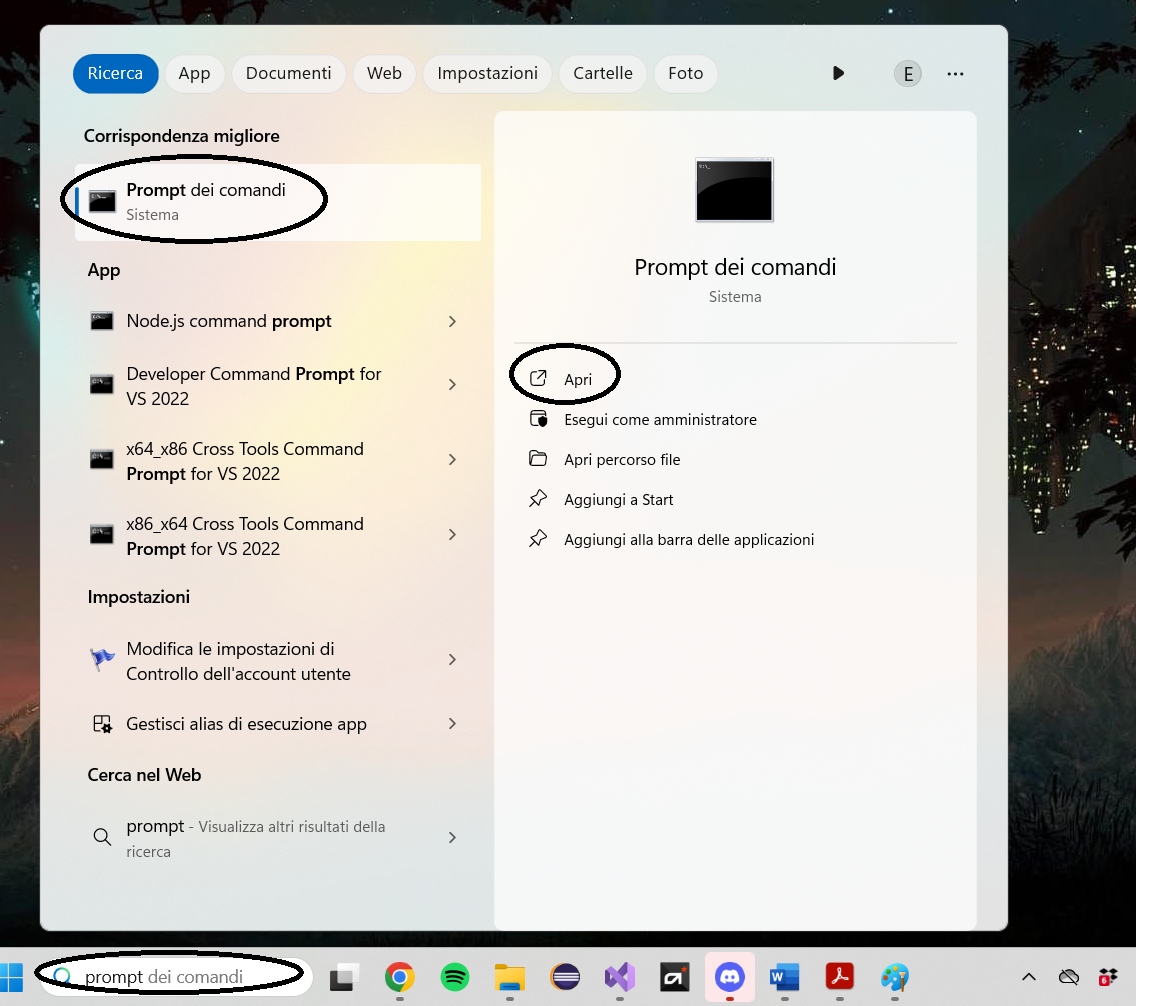 Ricerca
App
Documenti
Web
Impostazioni
Cartelle
Foto
E
Corrispondenza migliore
Prompt dei comandi
Sistema
App
Node.js command prompt
Developer Command Prompt for
VS 2022
x64_x86 Cross Tools Command
Prompt for VS 2022
x86_x64 Cross Tools Command
Prompt for VS 2022
Impostazioni
Modifica le impostazioni di
Controllo dell'account utente
Gestisci alias di esecuzione app
Cerca nel Web
prompt - Visualizza altri risultati della
ricerca
Prompt dei comandi
Sistema
Apri
Esegui come amministratore
Apri percorso file
Aggiungi a Start
Aggiungi alla barra delle applicazioni
prompt dei comandi